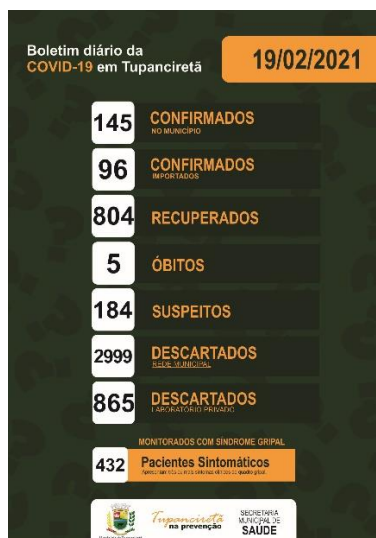 Boletim diário da
COVID-19 em Tupanciretã
19/02/2021
145 CONFIRMADOS
NO MUNICÍPIO
96 CONFIRMADOS
IMPORTADOS
804 RECUPERADOS
5 ÓBITOS
184 SUSPEITOS
2999 DESCARTADOS
REDE MUNICIPAL
865 DESCARTADOS
LABORATÓRIO PRIVADO
MONITORADOS COM SÍNDROME GRIPAL
432 Pacientes Sintomáticos
Tupanciretã
na prevenção
SECRETARIA
MUNICIPAL DE
SAÚDE